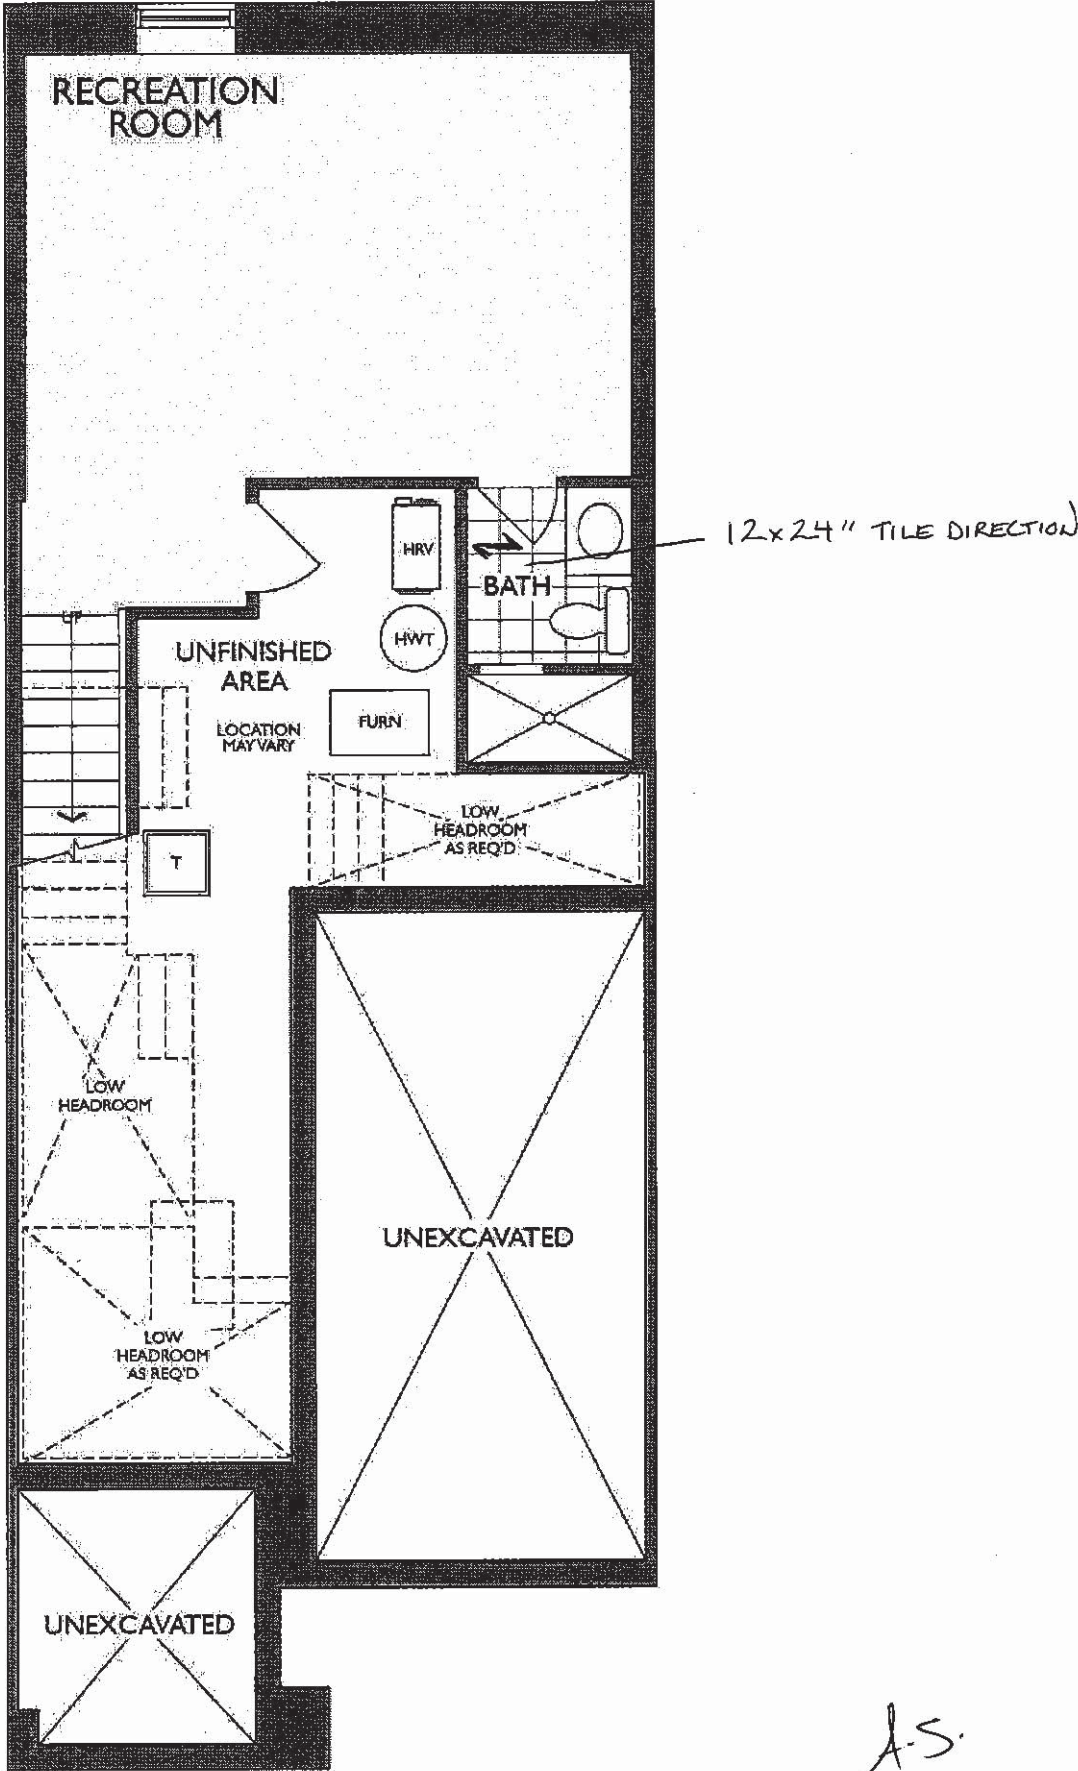 RECREATION
ROOM
HRV
12x24" TILE DIRECTION
BATH
HWT
UNFINISHED
AREA
FURN
LOCATION
MAY VARY
LOW
HEADROOM
AS REQ'D
T
LOW
HEADROOM
UNEXCAVATED
LOW
HEADROOM
AS REQ'D
UNEXCAVATED
A.S.